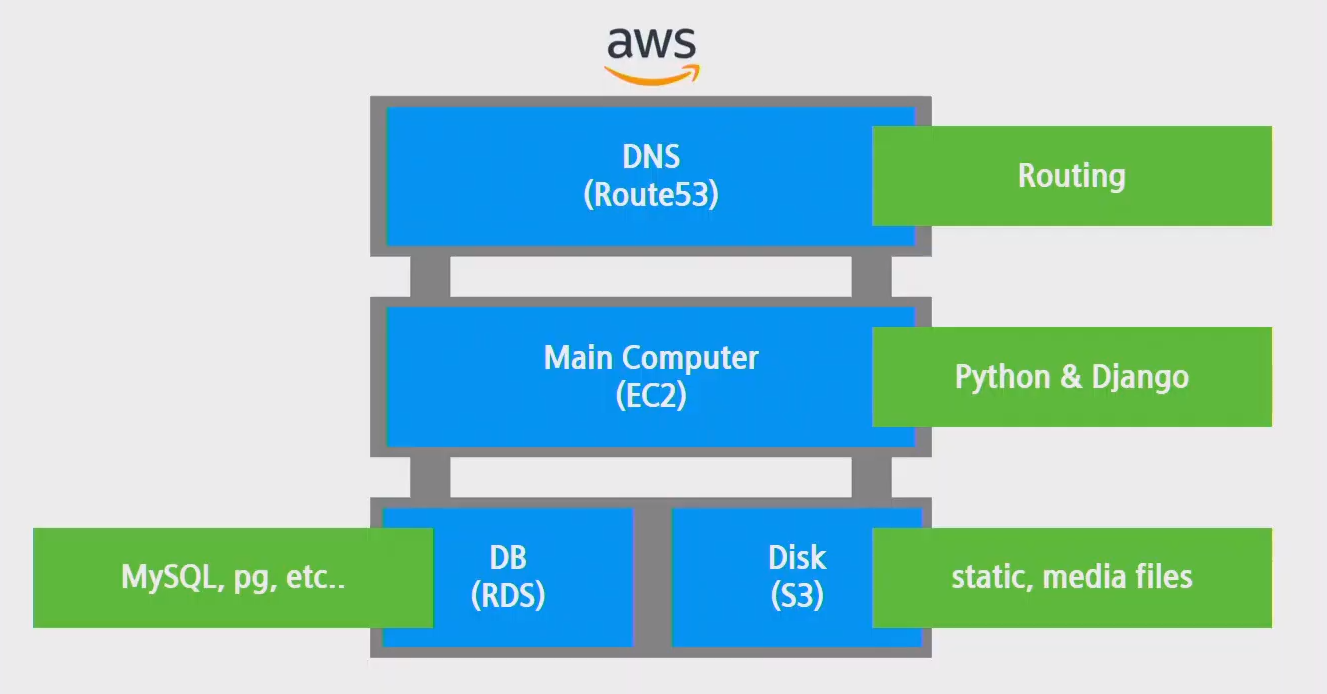 aws
DNS
(Route53)
Routing
Main Computer
(EC2)
Python & Django
MySQL, pg, etc..
DB
(RDS)
Disk
(S3)
static, media files